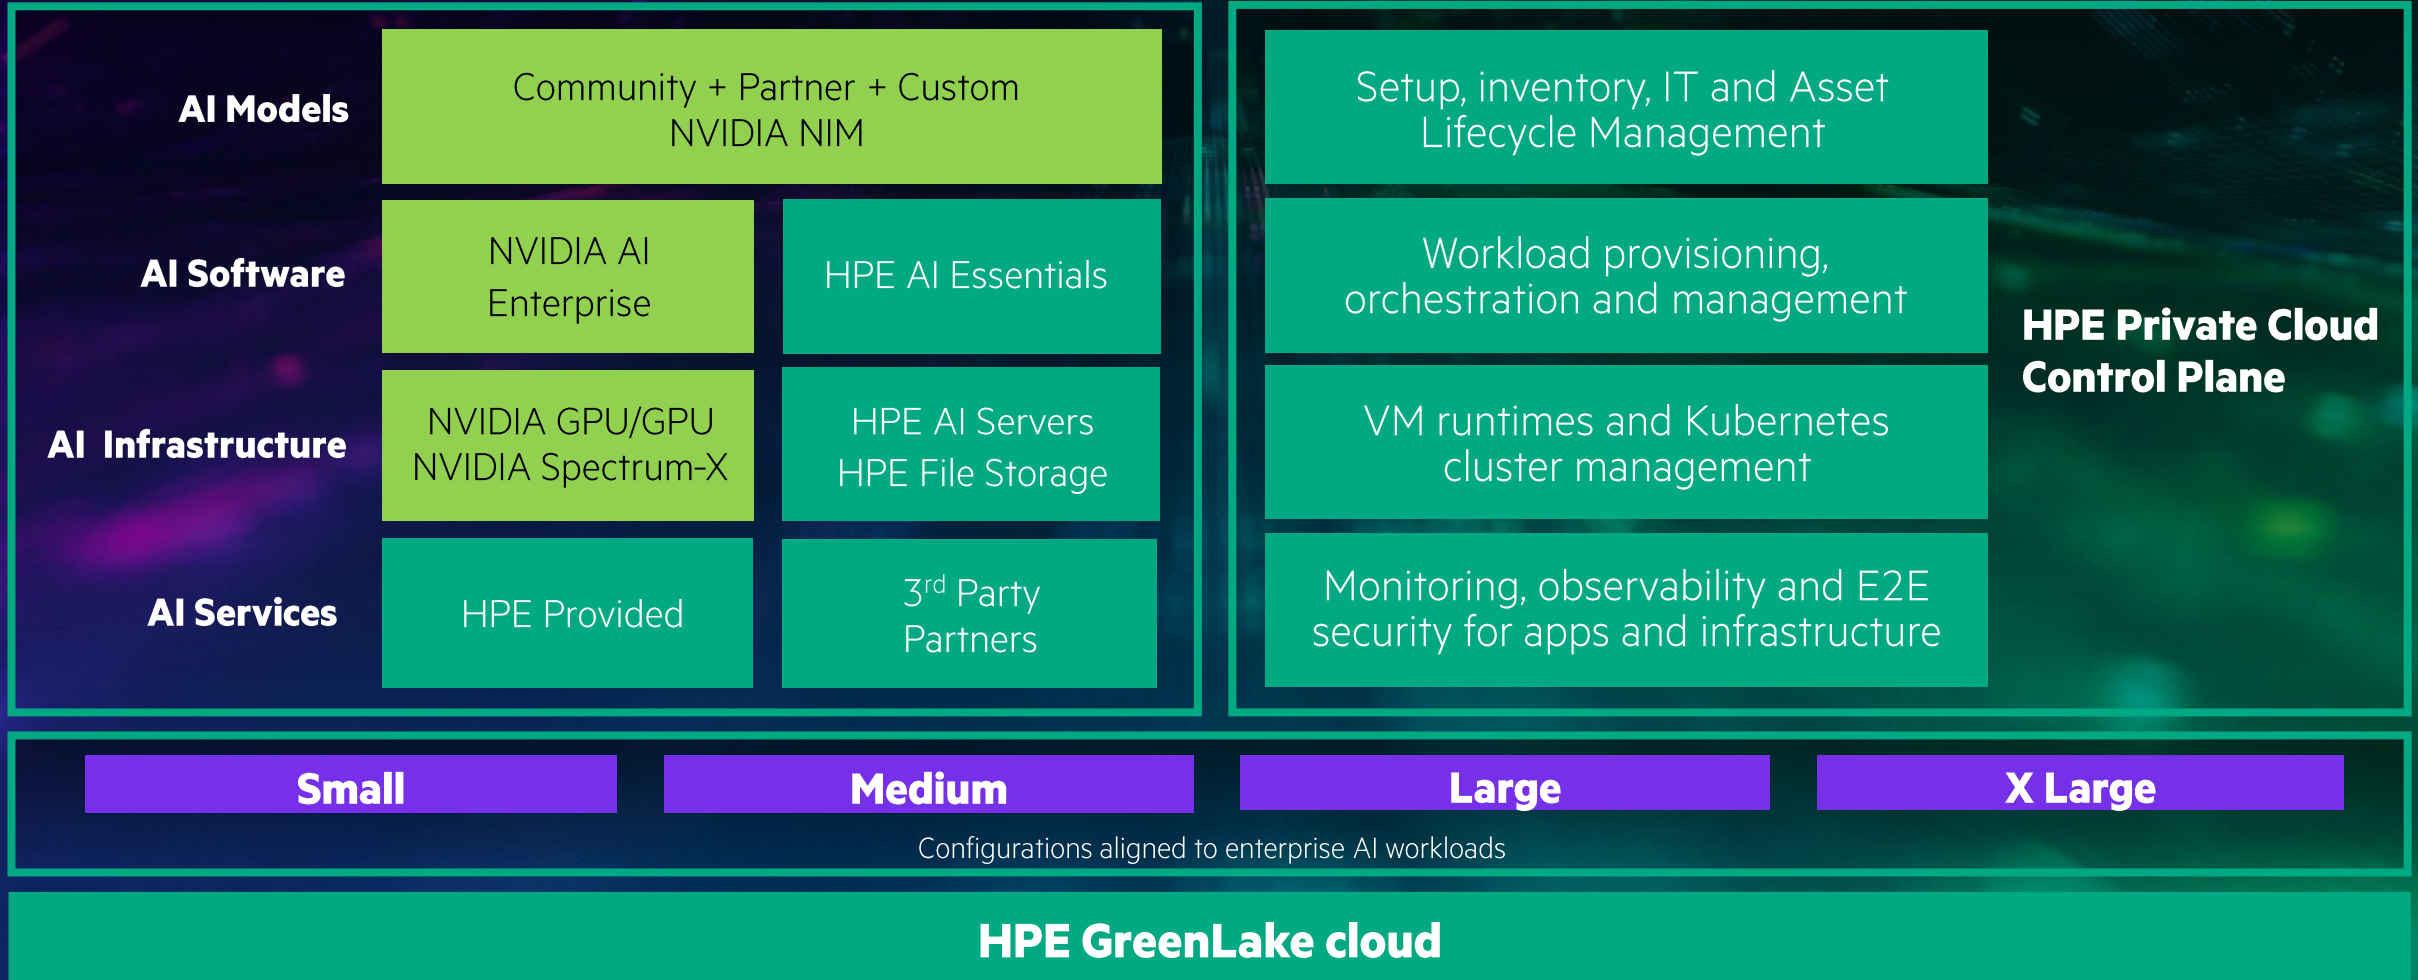 AI Models
Community + Partner + Custom
NVIDIA NIM
AI Software
NVIDIA AI
Enterprise
HPE AI Essentials
AI Infrastructure
NVIDIA GPU/GPU
NVIDIA Spectrum-X
HPE AI Servers
HPE File Storage
AI Services
HPE Provided
3rd Party
Partners
Setup, inventory, IT and Asset
Lifecycle Management
Workload provisioning,
orchestration and management
VM runtimes and Kubernetes
cluster management
Monitoring, observability and E2E
security for apps and infrastructure
HPE Private Cloud
Control Plane
Small
Medium
Large
X Large
Configurations aligned to enterprise AI workloads
HPE GreenLake cloud